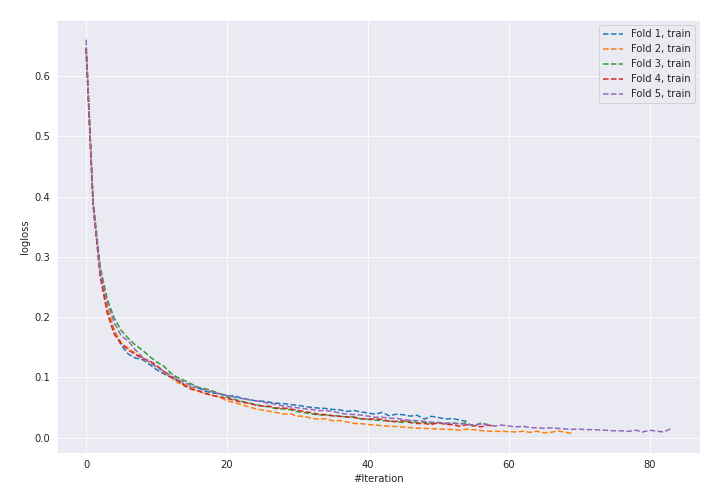 Fold 1, train
Fold 2, train
Fold 3, train
Fold 4, train
Fold 5, train
0.6
0.5
0.4
0.3
0.2
0.1
0.0
logloss
0 20 40 60 80
#Iteration